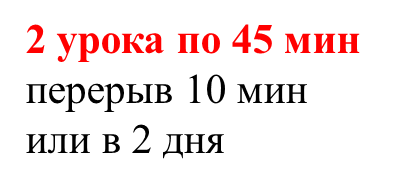 2 урока по 45 мин
перерыв 10 мин
или в 2 дня